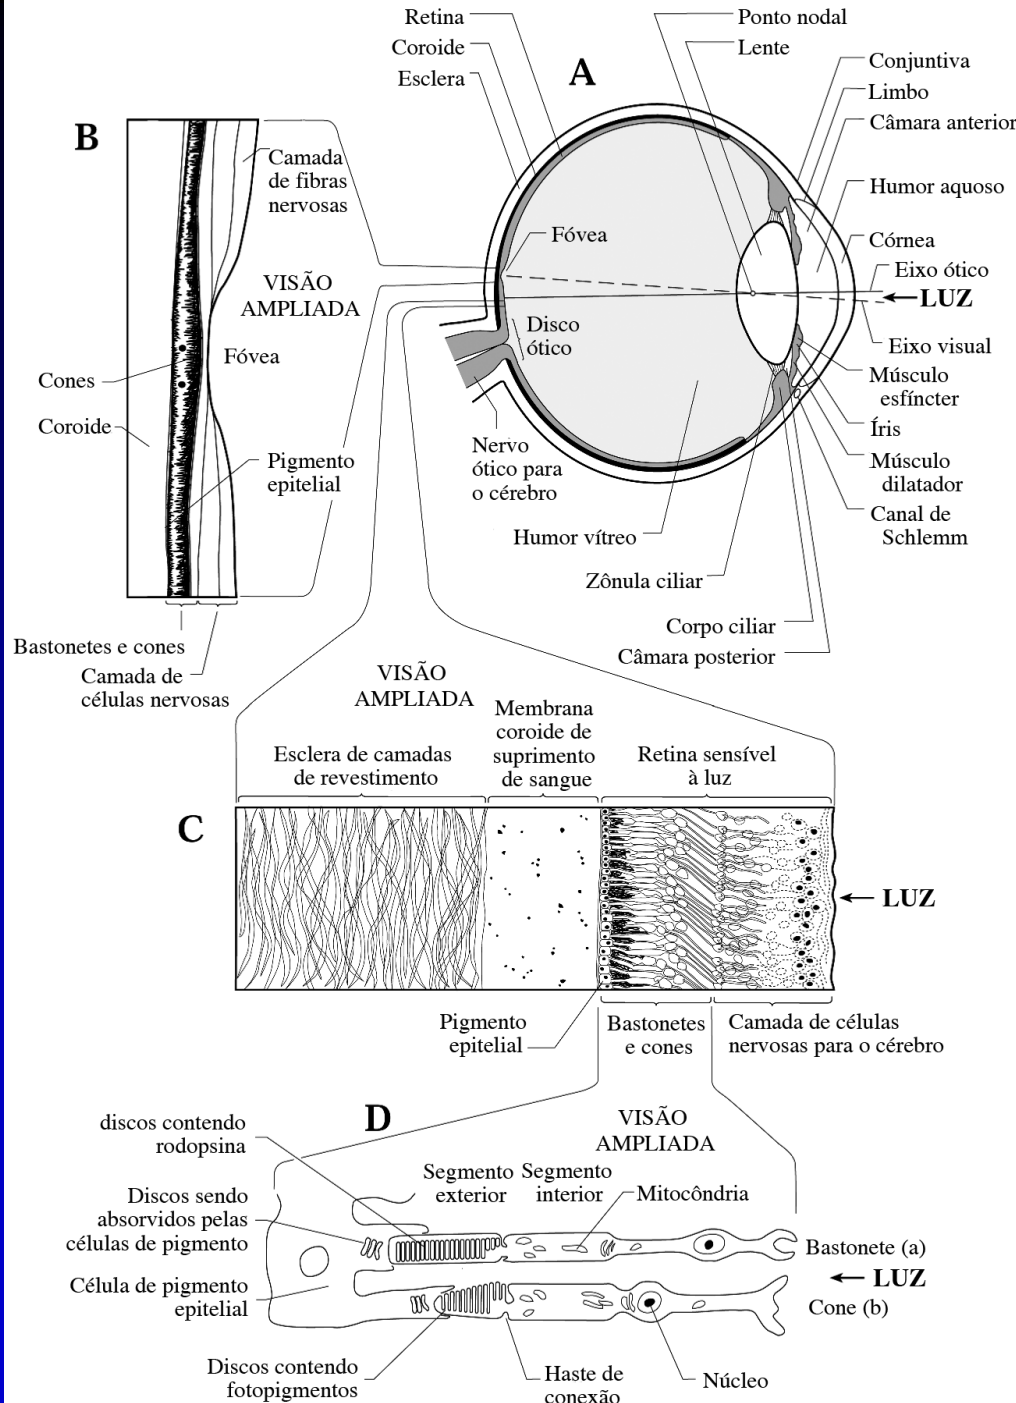 Retina
Coroide
Esclera
A
Ponto nodal
Lente
Conjuntiva
Limbo
Câmara anterior
Humor aquoso
Córnea
Eixo ótico
LUZ
Eixo visual
Músculo
esfíncter
Íris
Músculo
dilatador
Canal de
Schlemm
Fóvea
Disco
ótico
Nervo
ótico para
o cérebro
Humor vítreo
Zônula ciliar
Corpo ciliar
Câmara posterior
B
Camada
de fibras
nervosas
VISÃO
AMPLIADA
Fóvea
Cones
Coroide
Pigmento
epitelial
Bastonetes e cones
Camada de
células nervosas
VISÃO
AMPLIADA
C
Esclera de camadas
de revestimento
Membrana
coroide de
suprimento
de sangue
Retina sensível
à luz
LUZ
Pigmento
epitelial
Bastonetes
e cones
Camada de células
nervosas para o cérebro
D
VISÃO
AMPLIADA
discos contendo
rodopsina
Discos sendo
absorvidos pelas
células de pigmento
Célula de pigmento
epitelial
Segmento
exterior
Segmento
interior
Mitocôndria
Bastonete (a)
LUZ
Cone (b)
Discos contendo
fotopigmentos
Haste de
conexão
Núcleo